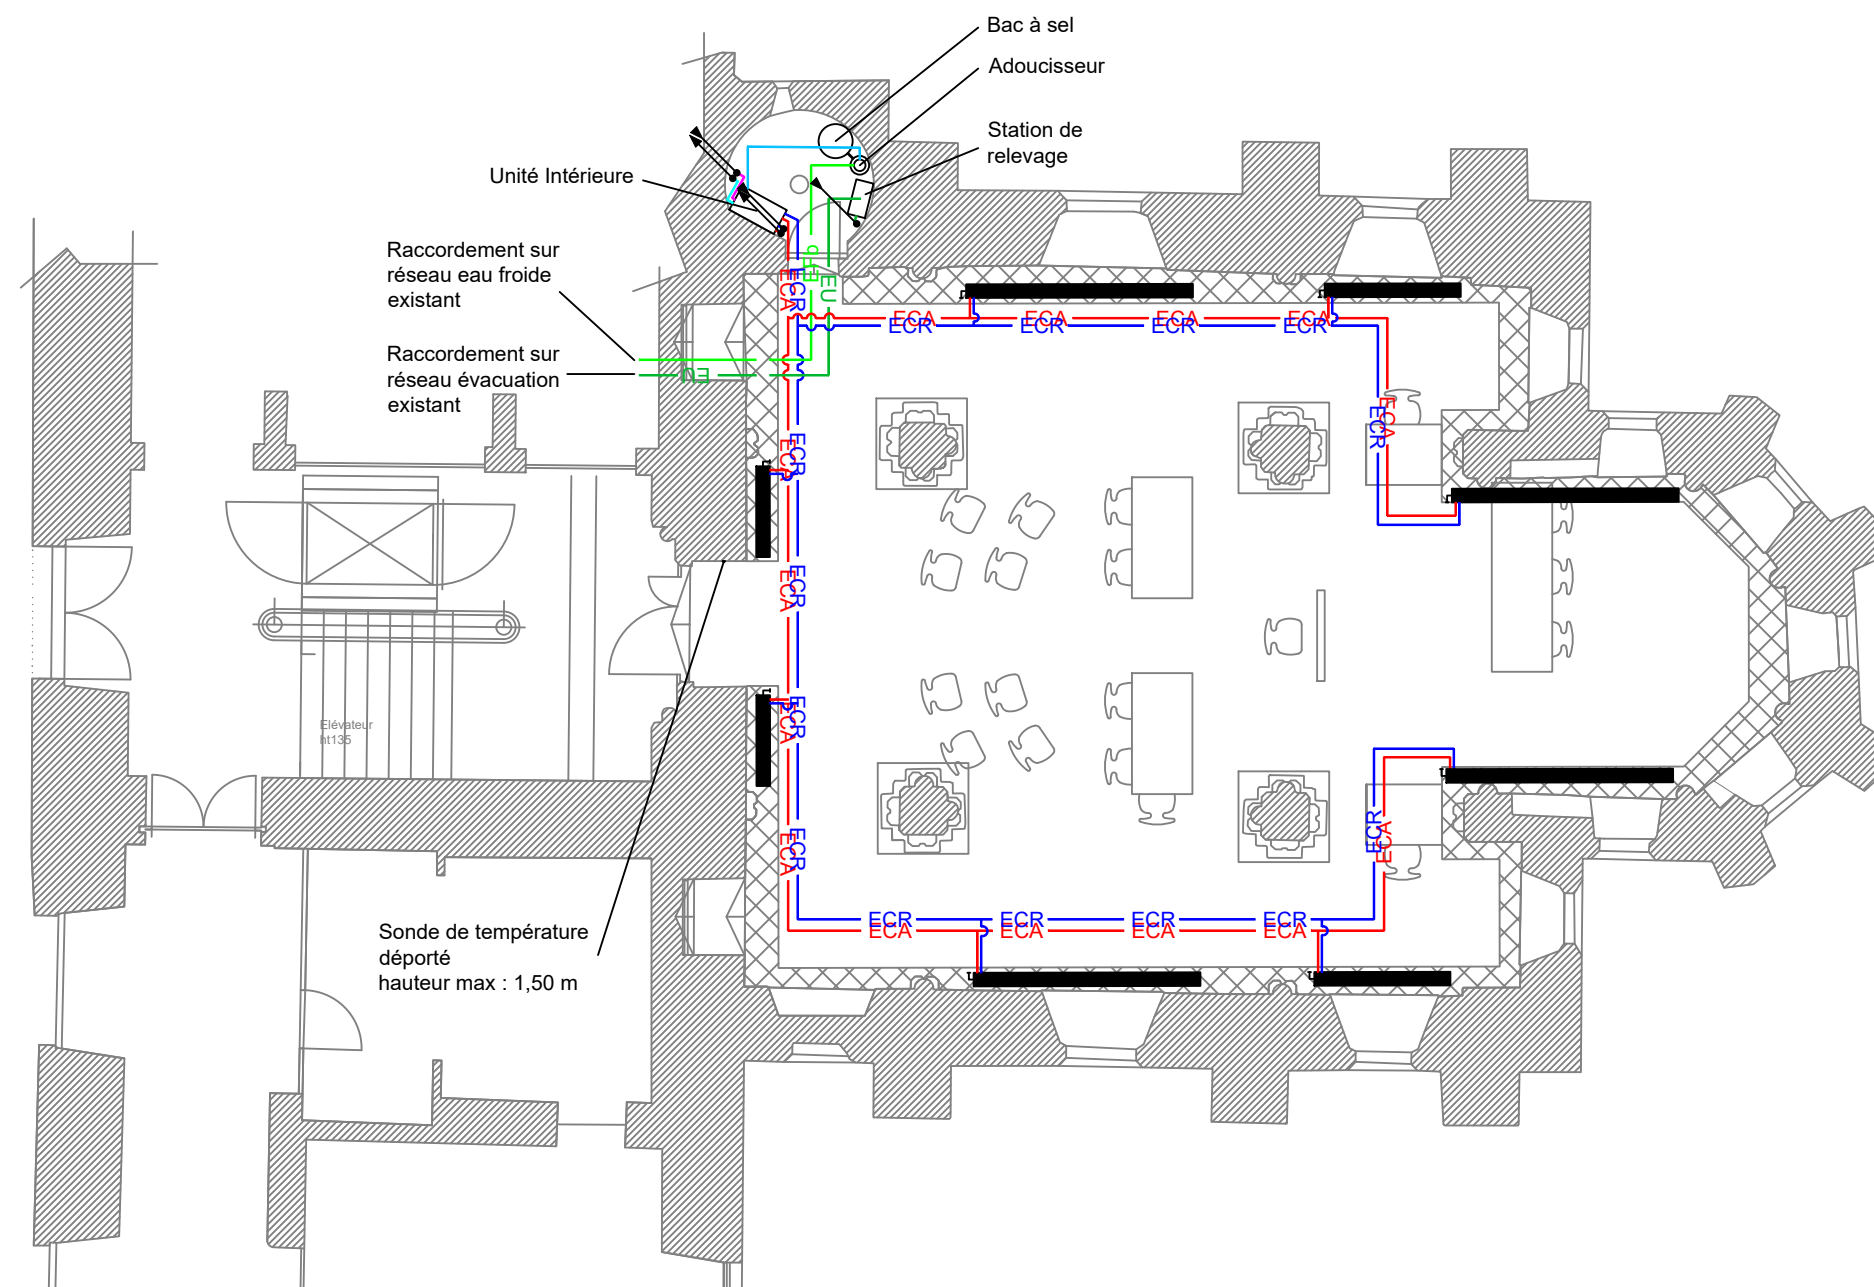 Bac à sel
Adoucisseur
Station de
relevage
Unité Intérieure
Raccordement sur
réseau eau froide
existant
Raccordement sur
réseau évacuation
existant
EU
EU
ECA
ECR
ECA
ECR
ECA
ECR
ECA
ECR
ECA
ECR
ECA
ECR
ECA
ECR
ECA
ECR
ECA
ECR
ECA
ECR
Elévateur
ht135
ECA
ECR
ECA
ECR
Sonde de température
déporté
hauteur max : 1,50 m
ECR
ECA
ECR
ECA
ECR
ECA
ECR
ECA